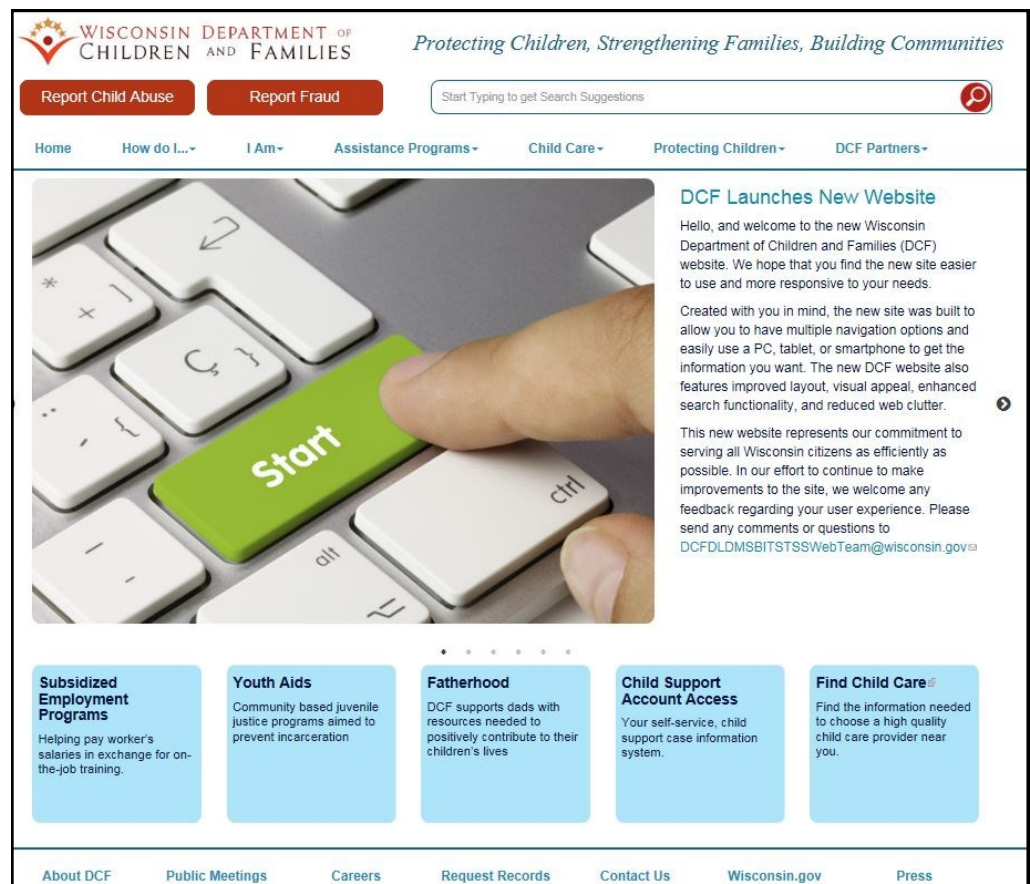 WISCONSIN DEPARTMENT OF
CHILDREN AND FAMILIES
Protecting Children, Strengthening Families, Building Communities
Report Child Abuse
Report Fraud
Start Typing to get Search Suggestions
Home How do I... I Am Assistance Programs Child Care Protecting Children DCF Partners
* + ]
Ç }
¨ - {
_ -
Start
ctrl
alt
DCF Launches New Website
Hello, and welcome to the new Wisconsin
Department of Children and Families (DCF)
website. We hope that you find the new site easier
to use and more responsive to your needs.
Created with you in mind, the new site was built to
allow you to have multiple navigation options and
easily use a PC, tablet, or smartphone to get the
information you want. The new DCF website also
features improved layout, visual appeal, enhanced
search functionality, and reduced web clutter.
This new website represents our commitment to
serving all Wisconsin citizens as efficiently as
possible. In our effort to continue to make
improvements to the site, we welcome any
feedback regarding your user experience. Please
send any comments or questions to
DCFDLDMSBITSTSSWebTeam@wisconsin.gov
Subsidized
Employment
Programs
Helping pay worker's
salaries in exchange for on-
the-job training.
Youth Aids
Community based juvenile
justice programs aimed to
prevent incarceration
Fatherhood
DCF supports dads with
resources needed to
positively contribute to their
children's lives
Child Support
Account Access
Your self-service, child
support case information
system.
Find Child Care
Find the information needed
to choose a high quality
child care provider near
you.
About DCF Public Meetings Careers Request Records Contact Us Wisconsin.gov Press